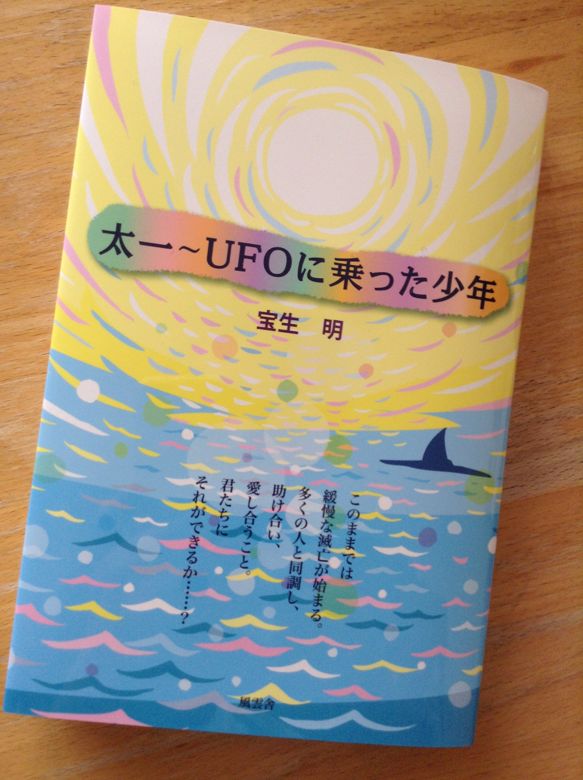 太一～UFOに乗った少年
宝生　明
このままでは
緩慢な滅亡が始まる。
多くの人と同調し、
助け合い、
愛し合うこと。
君たちに
それができるか……?
風雲舎